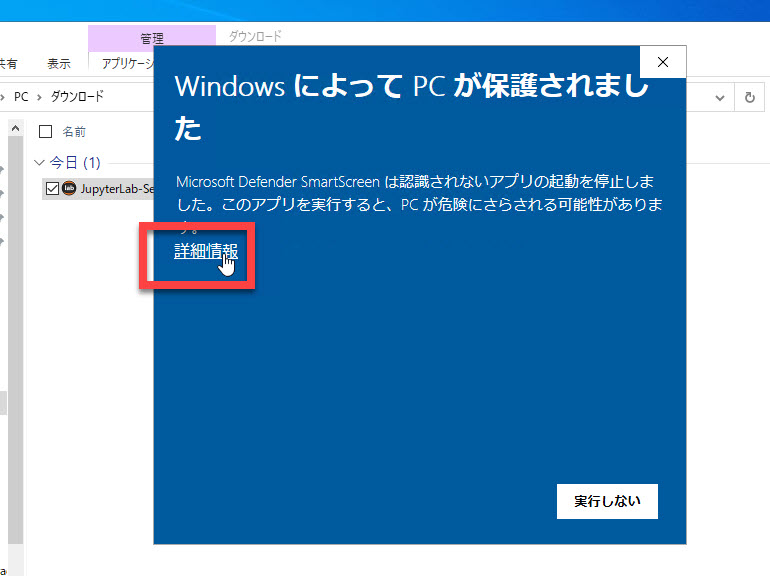 管理
ダウンロード
共有
表示
アプリケーシ
PC
ダウンロード
名前
今日 (1)
JupyterLab-Se
Windows によって PC が保護されまし
た
Microsoft Defender SmartScreen は認識されないアプリの起動を停止しま
した。このアプリを実行すると、PC が危険にさらされる可能性がありま
す。
詳細情報
実行しない